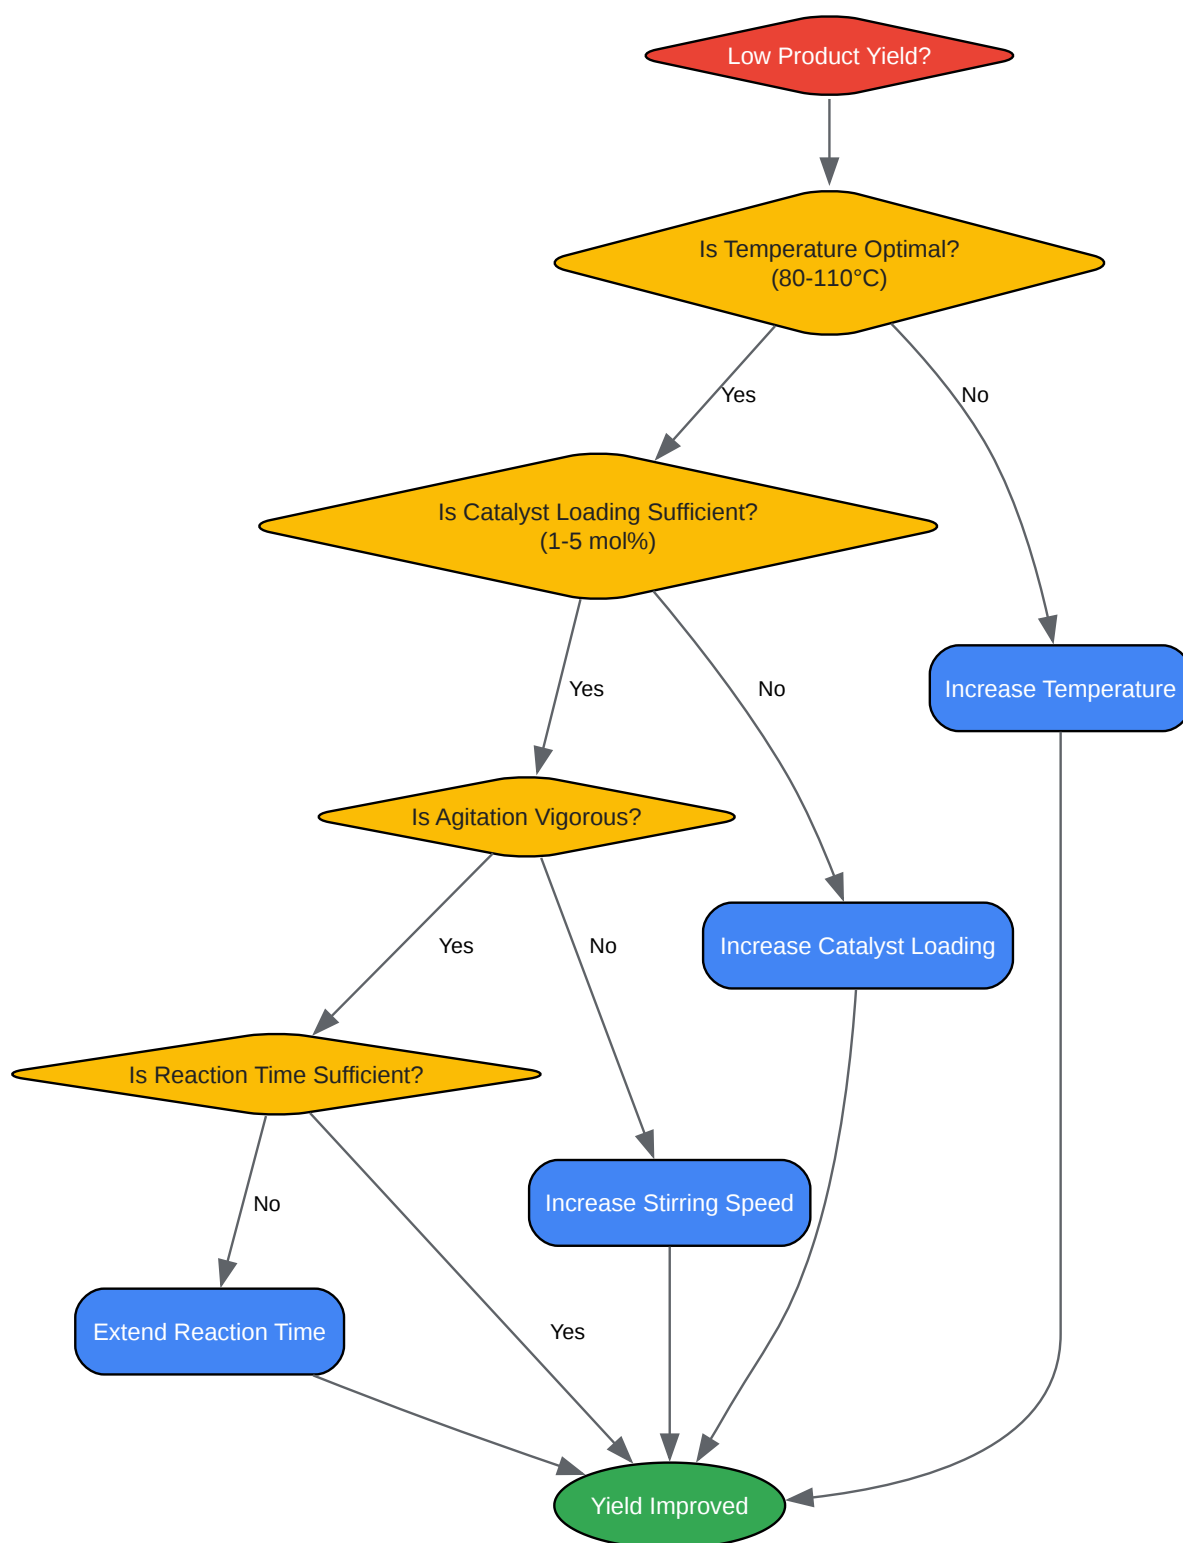 Low Product Yield?
Is Temperature Optimal?
(80-110°C)
Yes
No
Is Catalyst Loading Sufficient?
(1-5 mol%)
Yes
No
Increase Temperature
Is Agitation Vigorous?
Yes
No
Increase Catalyst Loading
Is Reaction Time Sufficient?
No
Increase Stirring Speed
Extend Reaction Time
Yes
Yield Improved